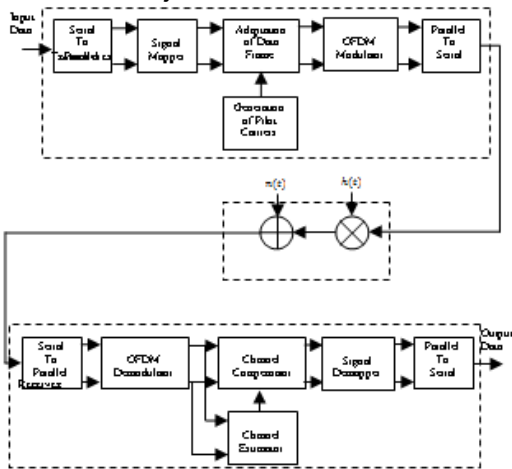 Input
Data
Serial
To
Parallel
Signal
Mapper
of Data
Frame
OFDM
Modulator
Parallel
To
Serial
Generation
of Pilot
Carriers
n(t)
h(t)
Serial
To
Parallel
Receiver
OFDM
Demodulator
Channel
Compensator
Signal
Demapper
Parallel
To
Serial
Output
Data
Channel
Estimator